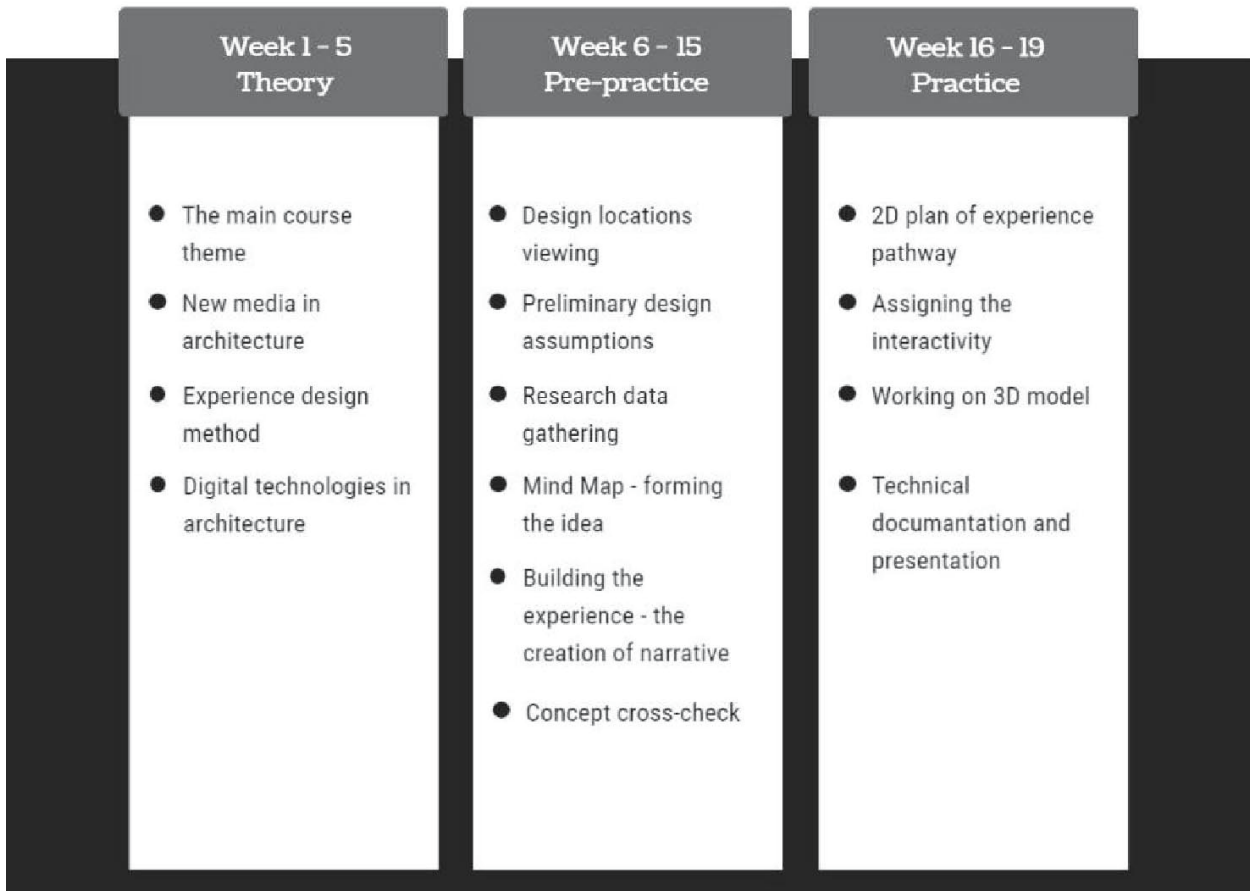 Week 1 - 5
Theory
● The main course
theme
● New media in
architecture
● Experience design
method
● Digital technologies in
architecture
Week 6 - 15
Pre-practice
● Design locations
viewing
● Preliminary design
assumptions
● Research data
gathering
● Mind Map - forming
the idea
● Building the
experience - the
creation of narrative
● Concept cross-check
Week 16 - 19
Practice
● 2D plan of experience
pathway
● Assigning the
interactivity
● Working on 3D model
● Technical
documantation and
presentation